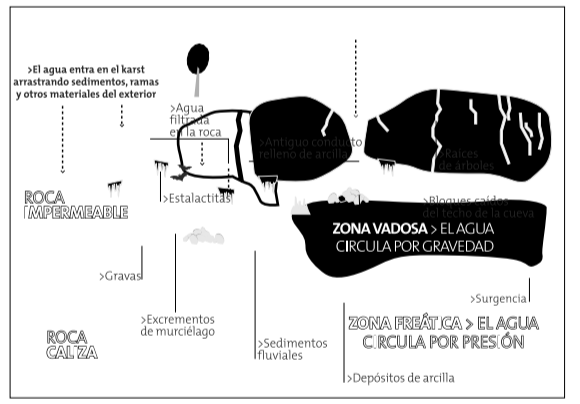 >El agua entra en el karst
arrastrando sedimentos, ramas
y otros materiales del exterior
>Agua
filtrada
en la roca
>Antiguo conducto
relleno de arcilla
>Raíces
de árboles
ROCA
IMPERMEABLE
>Estalactitas
>Bloques caídos
del techo de la cueva
ZONA VADOSA > EL AGUA
CIRCULA POR GRAVEDAD
>Gravas
>Surgencia
>Excrementos
de murciélago
ZONA FREÁTICA > EL AGUA
CIRCULA POR PRESIÓN
ROCA
CALIZA
>Sedimentos
fluviales
>Depósitos de arcilla